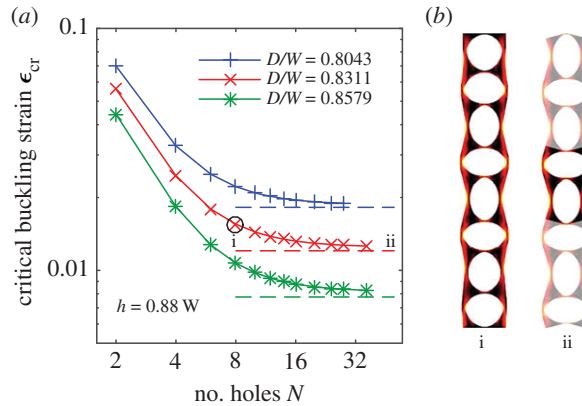 (a)
0.1
0.01
critical buckling strain ϵcr
D/W = 0.8043
D/W = 0.8311
D/W = 0.8579
i
ii
h = 0.88 W
2 4 8 16 32
no. holes N
(b)
i ii